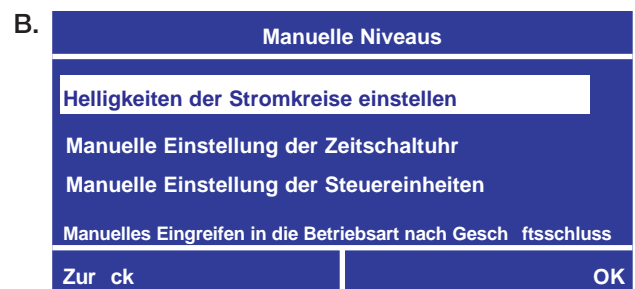 B.
Manuelle Niveaus
Helligkeiten der Stromkreise einstellen
Manuelle Einstellung der Zeitschaltuhr
Manuelle Einstellung der Steuereinheiten
Manuelles Eingreifen in die Betriebsart nach Gesch ftsschluss
Zur ck OK